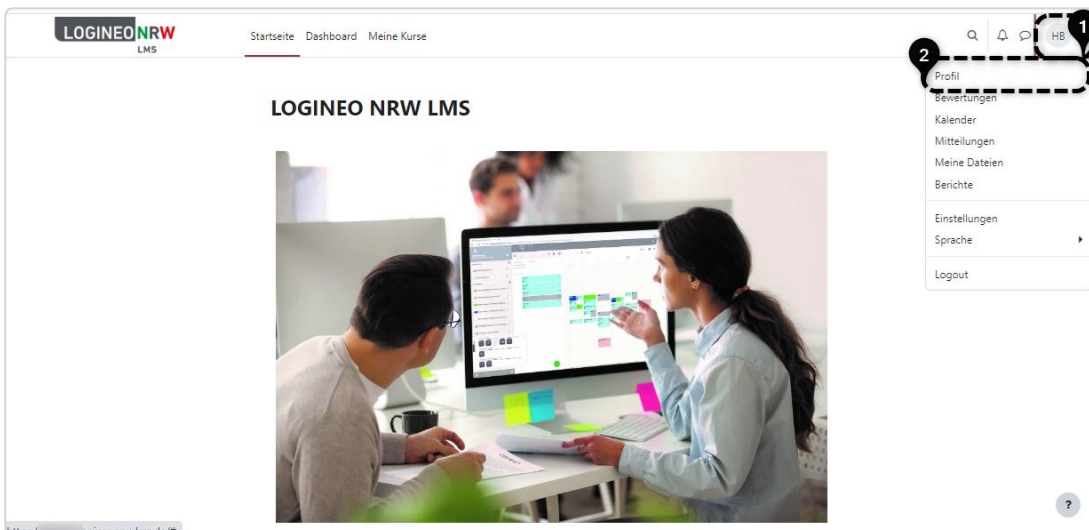 LOGINEO NRW
LMS
Startseite Dashboard Meine Kurse
HB
1
2
Profil
Bewertungen
Kalender
Mitteilungen
Meine Dateien
Berichte
Einstellungen
Sprache
Logout
LOGINEO NRW LMS
?